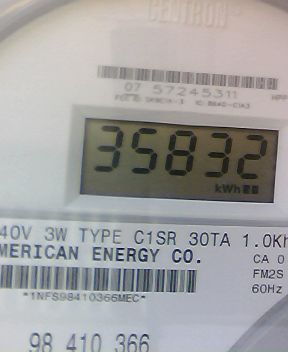 CENTRON
07 57245311
35832
kWh
40V 3W TYPE C1SR 30TA 1.0Kh
MERICAN ENERGY CO. CA 0
FM2S
*1NFS98410366MEC* 60Hz
98 410 366